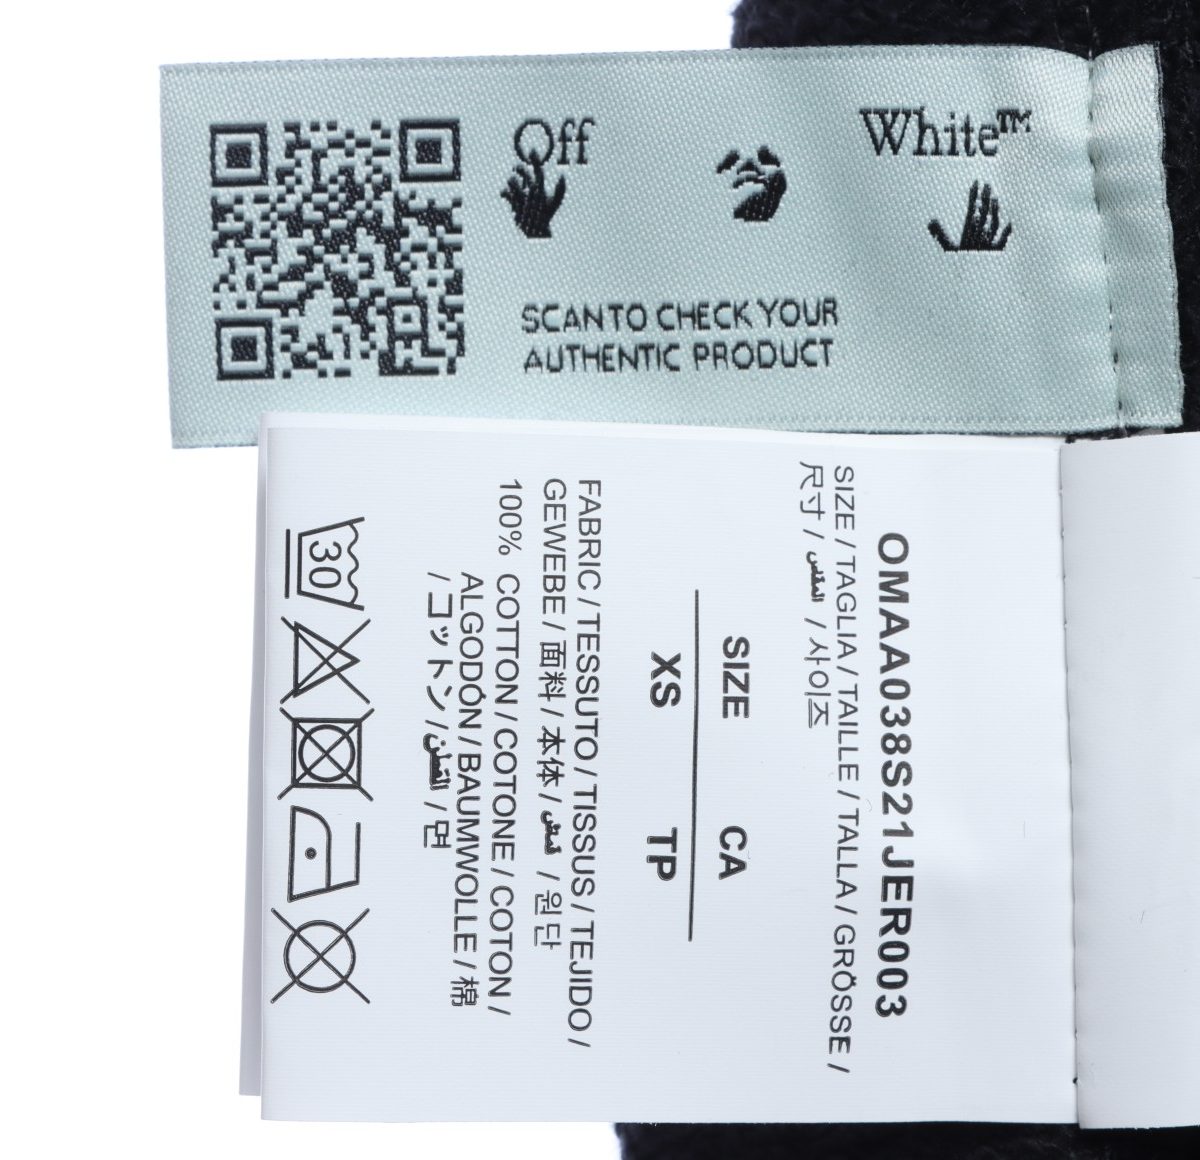 Off White™
SCAN TO CHECK YOUR
AUTHENTIC PRODUCT
OMAA038S21JER003
SIZE / TAGLIA / TAILLE / TALLA / GRÖSSE /
尺寸 / المقاس / 사이즈
SIZE CA
XS TP
FABRIC / TESSUTO / TISSUS / TEJIDO /
GEWEBE / 面料 / 本体 / قماش / 원단
100% COTTON / COTONE / COTON /
ALGODÓN / BAUMWOLLE / 棉
/ コットン / القطن / 면
30